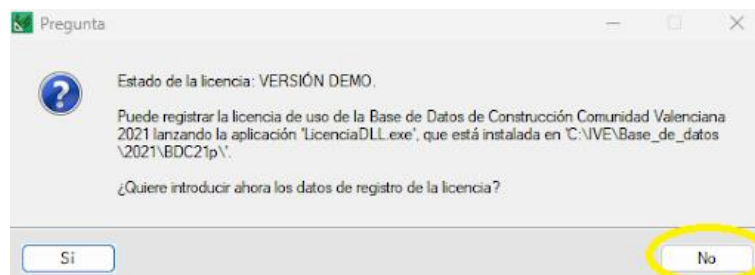 Pregunta
Estado de la licencia: VERSIÓN DEMO.
Puede registrar la licencia de uso de la Base de Datos de Construcción Comunidad Valenciana
2021 lanzando la aplicación 'LicenciaDLL.exe', que está instalada en 'C:\IVE\Base_de_datos
\2021\BDC21p\'.
¿Quiere introducir ahora los datos de registro de la licencia?
Sí
No